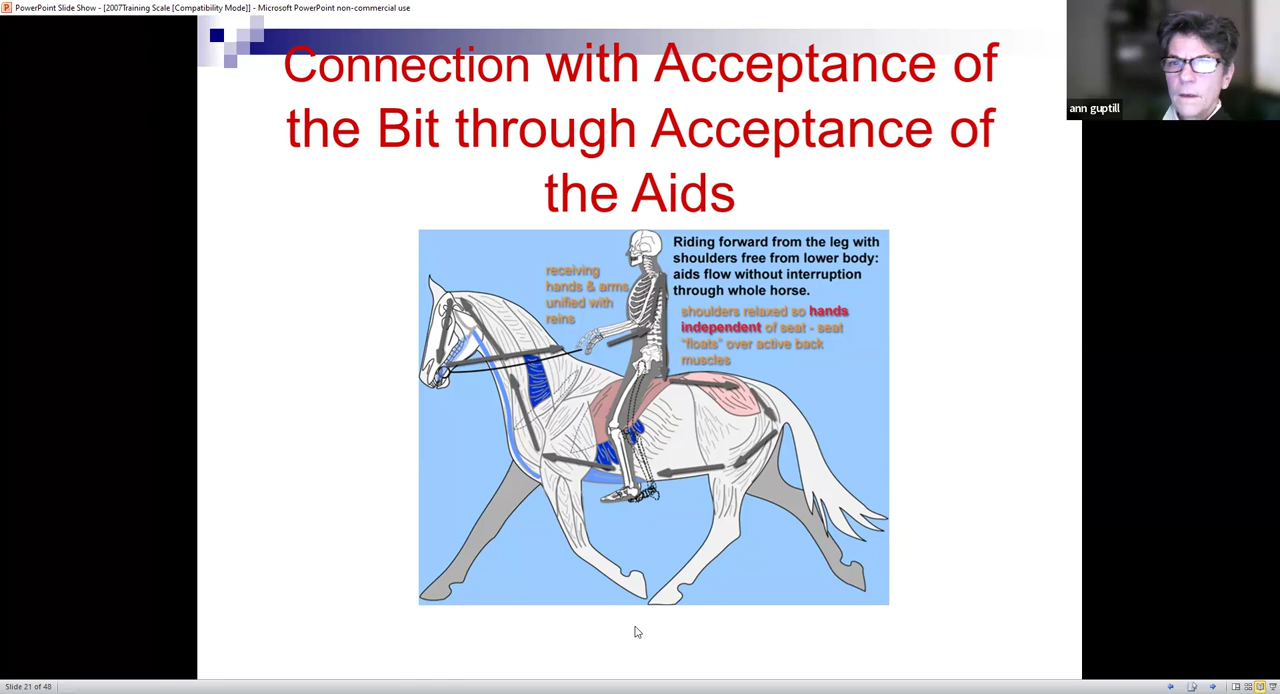 PowerPoint Slide Show - [2007Training Scale [Compatibility Mode]] - Microsoft PowerPoint non-commercial use
Connection with Acceptance of
the Bit through Acceptance of
the Aids
ann guptill
Riding forward from the leg with
shoulders free from lower body:
aids flow without interruption
through whole horse.
receiving
hands & arms
unified with
reins
shoulders relaxed so hands
independent of seat - seat
"floats" over active back
muscles
Slide 21 of 48